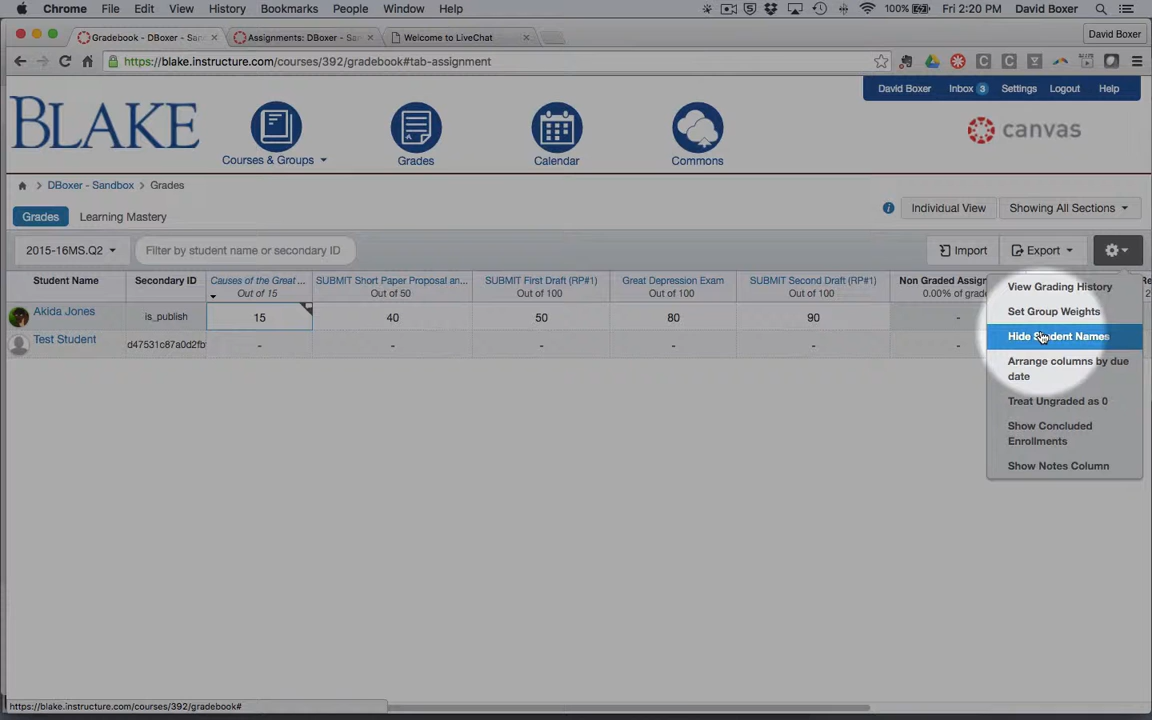 Chrome File Edit View History Bookmarks People Window Help 100% Fri 2:20 PM David Boxer
Gradebook - DBoxer - San Assignments: DBoxer - San Welcome to LiveChat David Boxer
https://blake.instructure.com/courses/392/gradebook#tab-assignment
David Boxer Inbox 3 Settings Logout Help
BLAKE
canvas
Courses & Groups Grades Calendar Commons
DBoxer - Sandbox > Grades
Grades Learning Mastery
Individual View Showing All Sections
2015-16MS.Q2 Filter by student name or secondary ID Import Export
Student Name Secondary ID Causes of the Great ... SUBMIT Short Paper Proposal an... SUBMIT First Draft (RP#1) Great Depression Exam SUBMIT Second Draft (RP#1) Non Graded Assign
Out of 15 Out of 50 Out of 100 Out of 100 Out of 100 0.00% of grade
Akida Jones is_publish 15 40 50 80 90 -
Test Student d47531c87a0d2fb - - - - - -
View Grading History
Set Group Weights
Hide Student Names
Arrange columns by due
date
Treat Ungraded as 0
Show Concluded
Enrollments
Show Notes Column
https://blake.instructure.com/courses/392/gradebook#